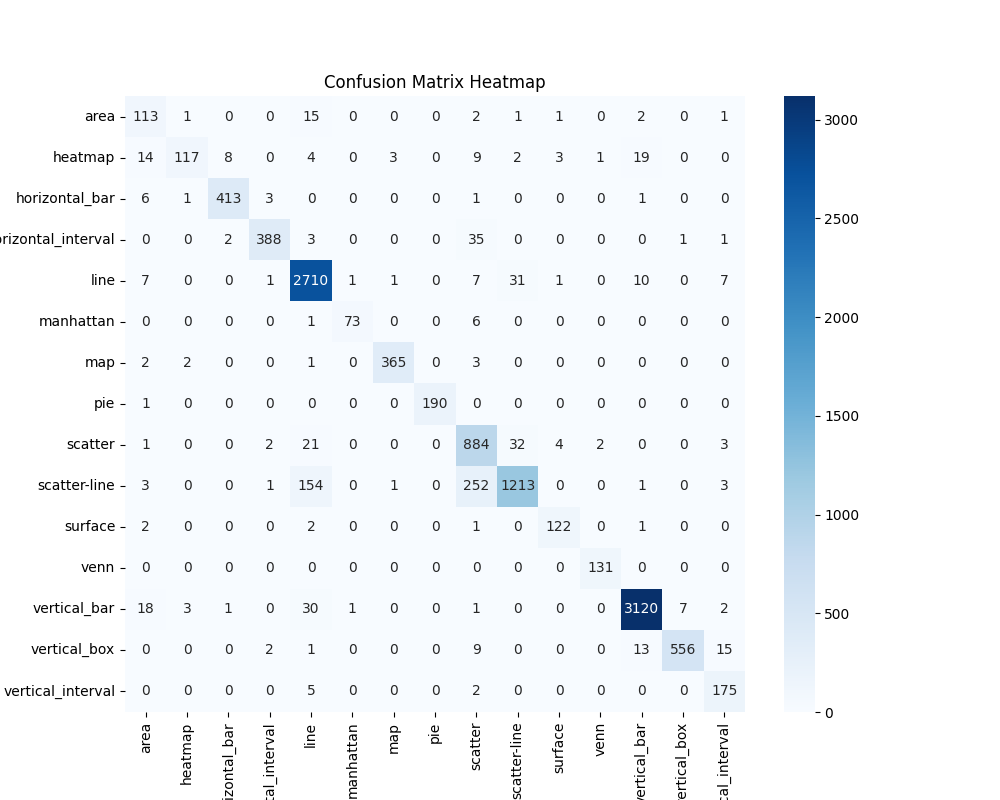 Confusion Matrix Heatmap
area 113 1 0 0 15 0 0 0 2 1 1 0 2 0 1
heatmap 14 117 8 0 4 0 3 0 9 2 3 1 19 0 0
horizontal_bar 6 1 413 3 0 0 0 0 1 0 0 0 1 0 0
orizontal_interval 0 0 2 388 3 0 0 0 35 0 0 0 0 1 1
line 7 0 0 1 2710 1 1 0 7 31 1 0 10 0 7
manhattan 0 0 0 0 1 73 0 0 6 0 0 0 0 0 0
map 2 2 0 0 1 0 365 0 3 0 0 0 0 0 0
pie 1 0 0 0 0 0 0 190 0 0 0 0 0 0 0
scatter 1 0 0 2 21 0 0 0 884 32 4 2 0 0 3
scatter-line 3 0 0 1 154 0 1 0 252 1213 0 0 1 0 3
surface 2 0 0 0 2 0 0 0 1 0 122 0 1 0 0
venn 0 0 0 0 0 0 0 0 0 0 0 131 0 0 0
vertical_bar 18 3 1 0 30 1 0 0 1 0 0 0 3120 7 2
vertical_box 0 0 0 2 1 0 0 0 9 0 0 0 13 556 15
vertical_interval 0 0 0 0 5 0 0 0 2 0 0 0 0 0 175
area heatmap izontal_bar tal_interval line manhattan map pie scatter scatter-line surface venn vertical_bar vertical_box cal_interval
3000
2500
2000
1500
1000
500
0